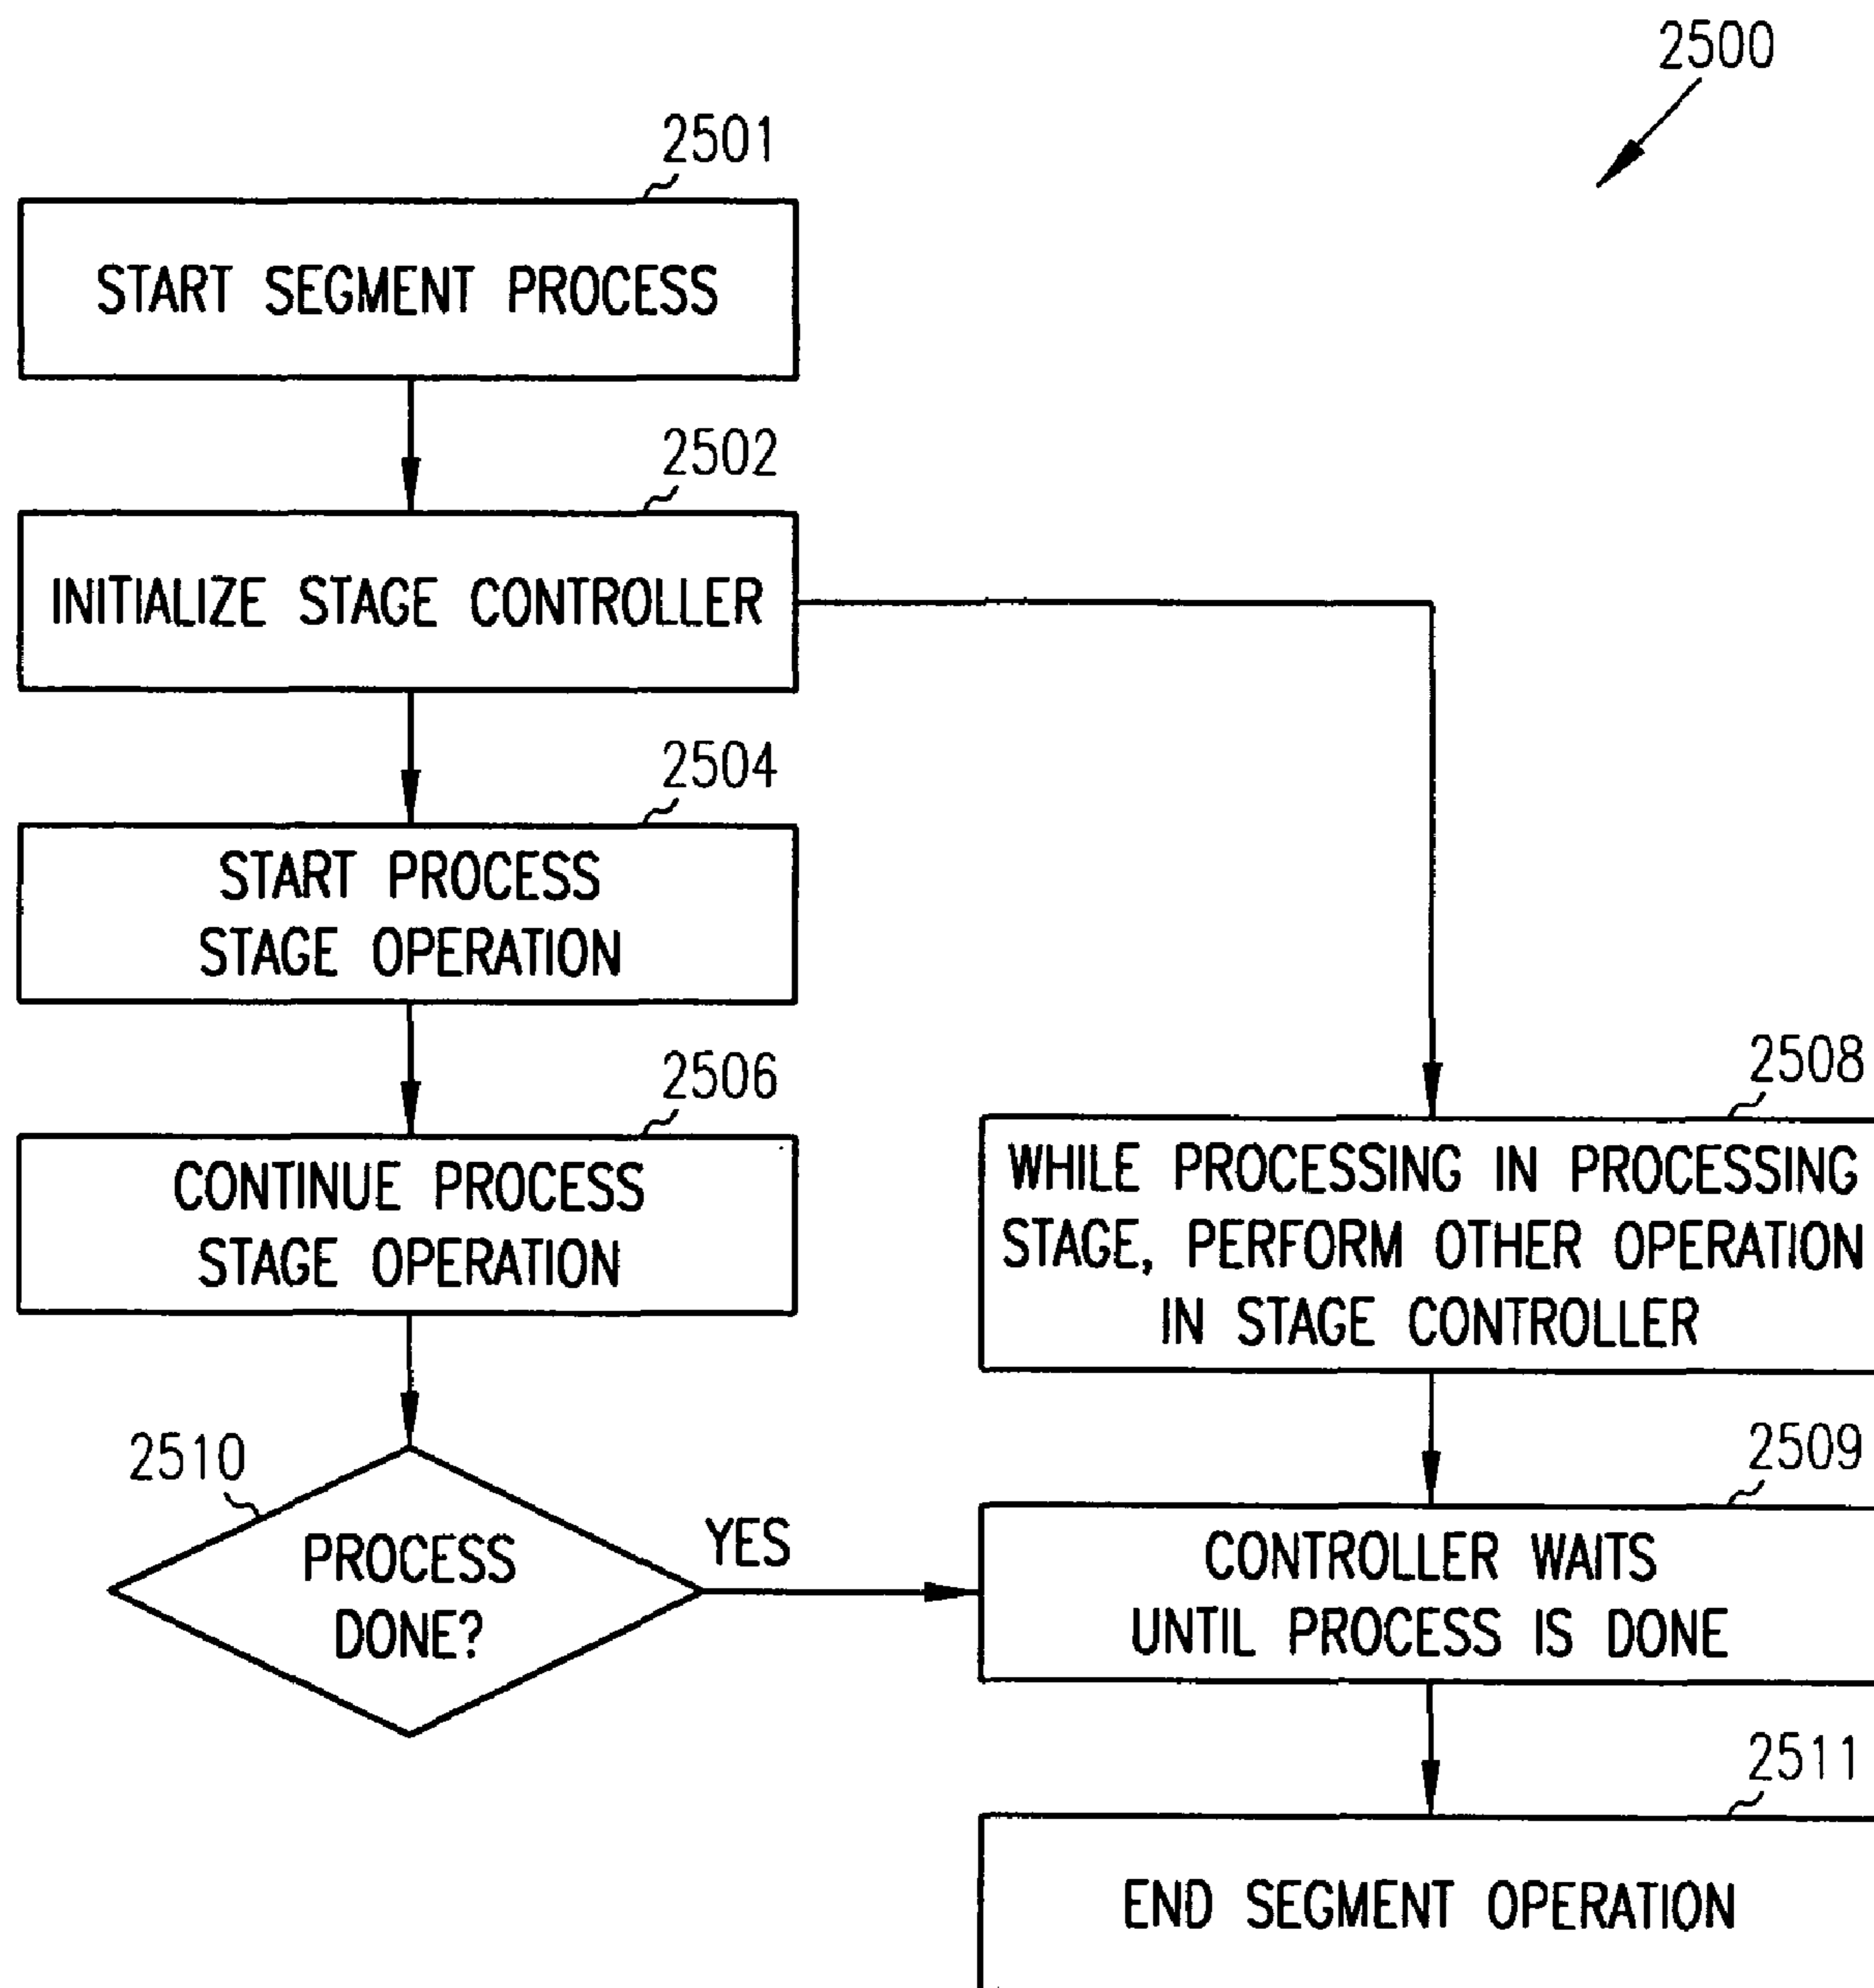 2500
2501
START SEGMENT PROCESS
2502
INITIALIZE STAGE CONTROLLER
2504
START PROCESS
STAGE OPERATION
2506
CONTINUE PROCESS
STAGE OPERATION
2508
WHILE PROCESSING IN PROCESSING
STAGE, PERFORM OTHER OPERATION
IN STAGE CONTROLLER
2510
PROCESS
DONE?
YES
2509
CONTROLLER WAITS
UNTIL PROCESS IS DONE
2511
END SEGMENT OPERATION